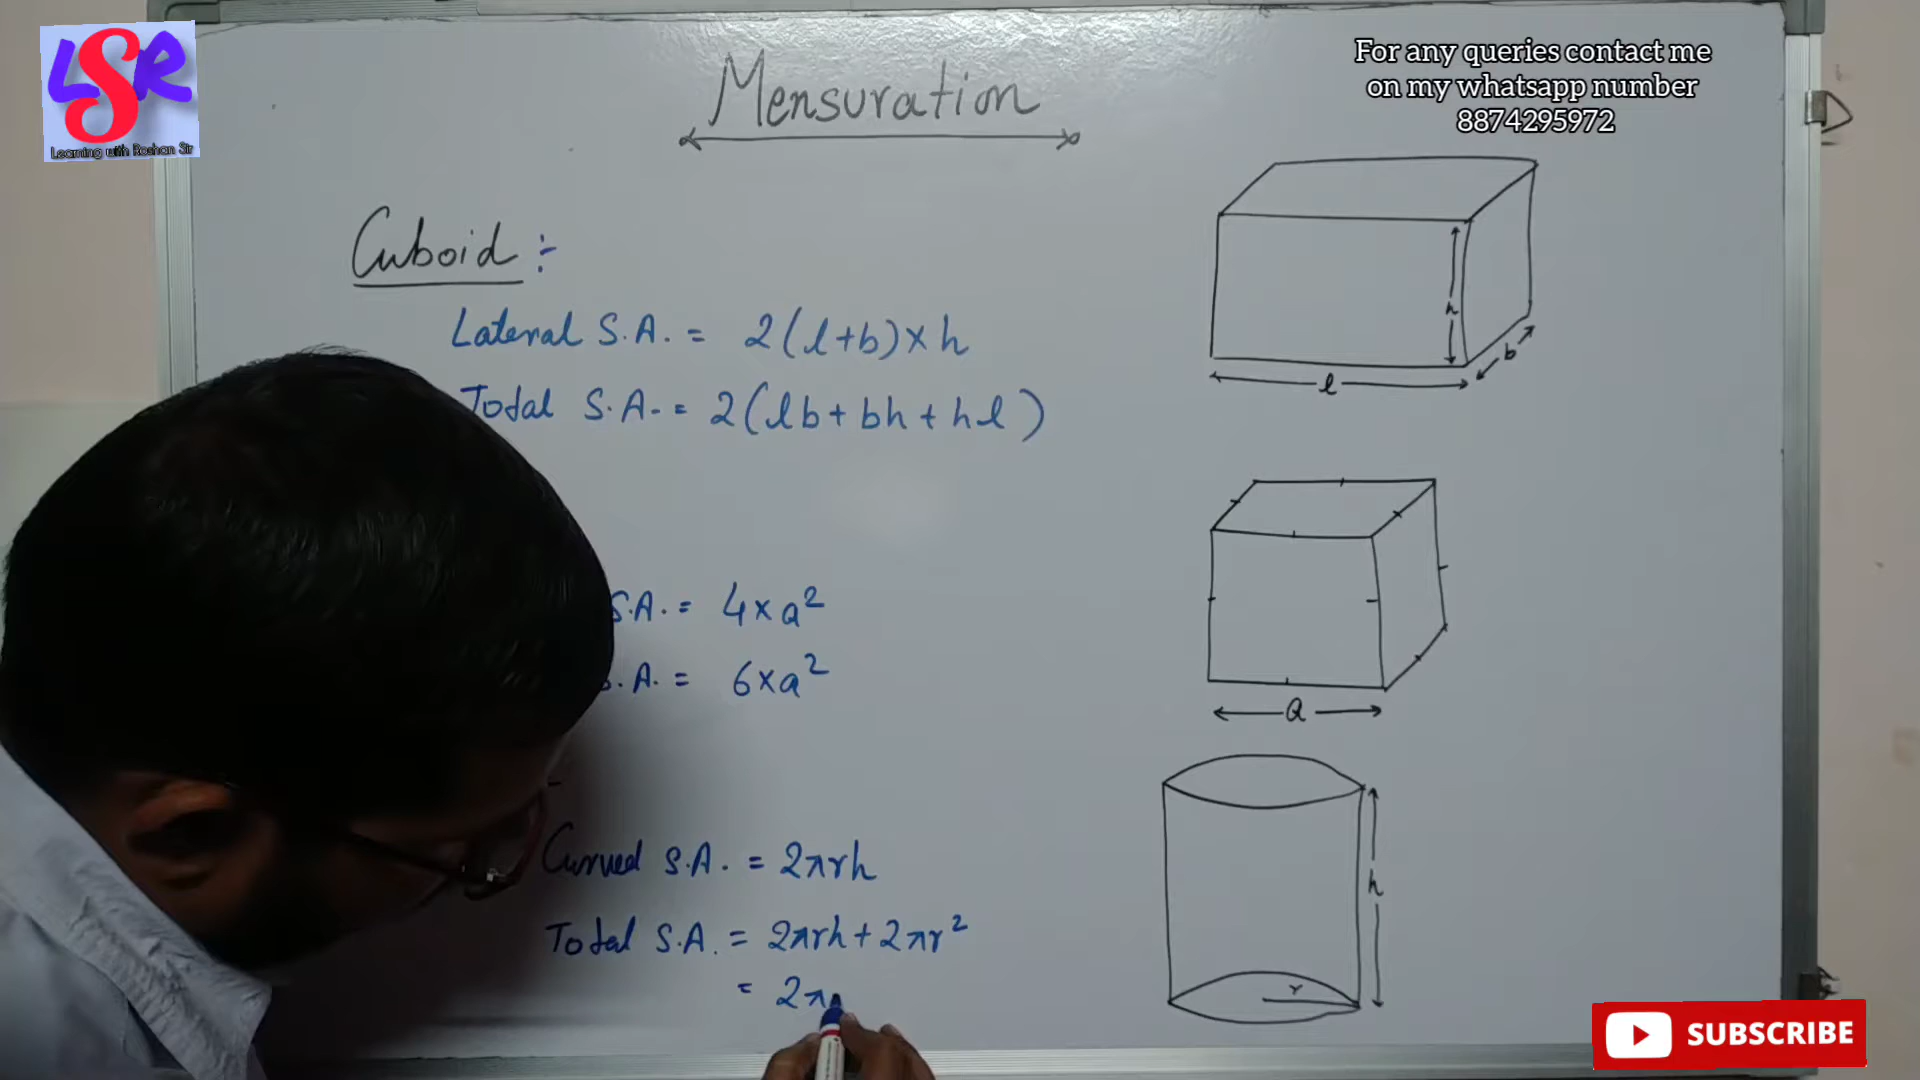 LSR
Learning with Roshan Sir
For any queries contact me
on my whatsapp number
8874295972
Mensuration
Cuboid :-
Lateral S.A. = 2(l+b)×h
Total S.A. = 2(lb+bh+hl)
S.A. = 4×a²
S.A. = 6×a²
Curved S.A. = 2πrh
Total S.A. = 2πrh+2πr²
= 2π
h
b
l
a
h
r
SUBSCRIBE